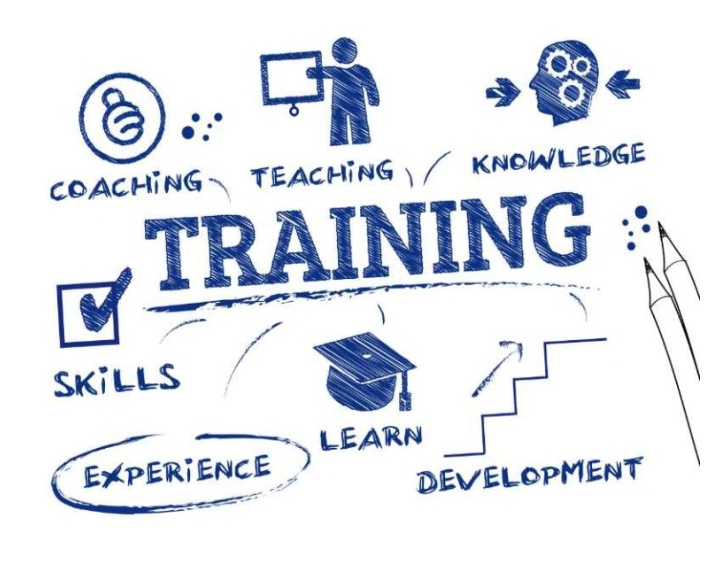 COACHiNG
TEACHiNG
KNOWLEDGE
TRAINING
SKiLLS
LEARN
EXPERiENCE
DEVELOPMENT